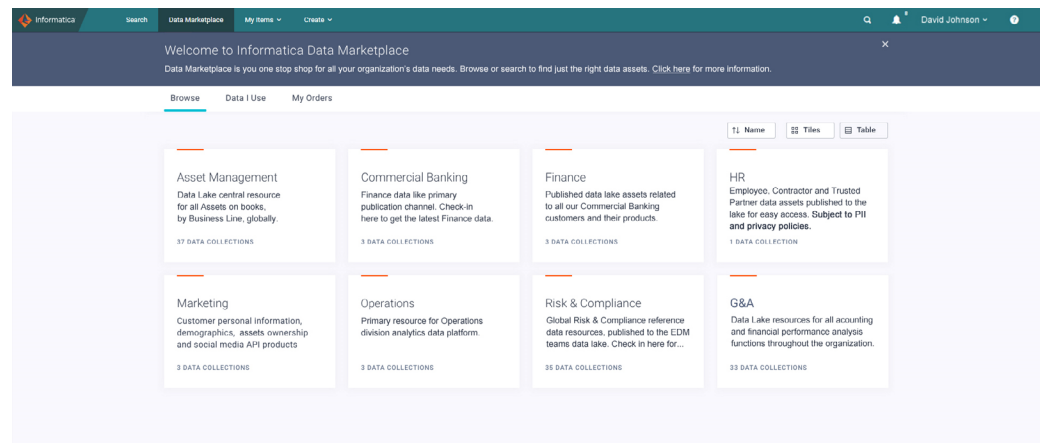 Informatica
Search
Data Marketplace
My Items
Create
David Johnson
?
Welcome to Informatica Data Marketplace
Data Marketplace is you one stop shop for all your organization's data needs. Browse or search to find just the right data assets. Click here for more information.
Browse
Data I Use
My Orders
Name
Tiles
Table
Asset Management
Data Lake central resource
for all Assets on books,
by Business Line, globally.
37 DATA COLLECTIONS
Commercial Banking
Finance data like primary
publication channel. Check-in
here to get the latest Finance data.
3 DATA COLLECTIONS
Finance
Published data lake assets related
to all our Commercial Banking
customers and their products.
3 DATA COLLECTIONS
HR
Employee, Contractor and Trusted
Partner data assets published to the
lake for easy access. Subject to PII
and privacy policies.
1 DATA COLLECTION
Marketing
Customer personal information,
demographics, assets ownership
and social media API products
3 DATA COLLECTIONS
Operations
Primary resource for Operations
division analytics data platform.
3 DATA COLLECTIONS
Risk & Compliance
Global Risk & Compliance reference
data resources, published to the EDM
teams data lake. Check in here for...
35 DATA COLLECTIONS
G&A
Data Lake resources for all acounting
and financial performance analysis
functions throughout the organization.
33 DATA COLLECTIONS